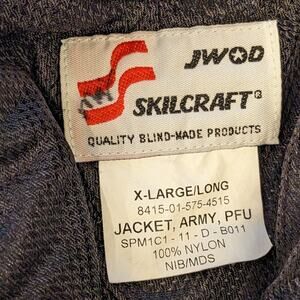 JWOD
SKILCRAFT®
QUALITY BLIND-MADE PRODUCTS
X-LARGE/LONG
8415-01-575-4515
JACKET, ARMY, PFU
SPM1C1 - 11 - D - B011
100% NYLON
NIB/MDS